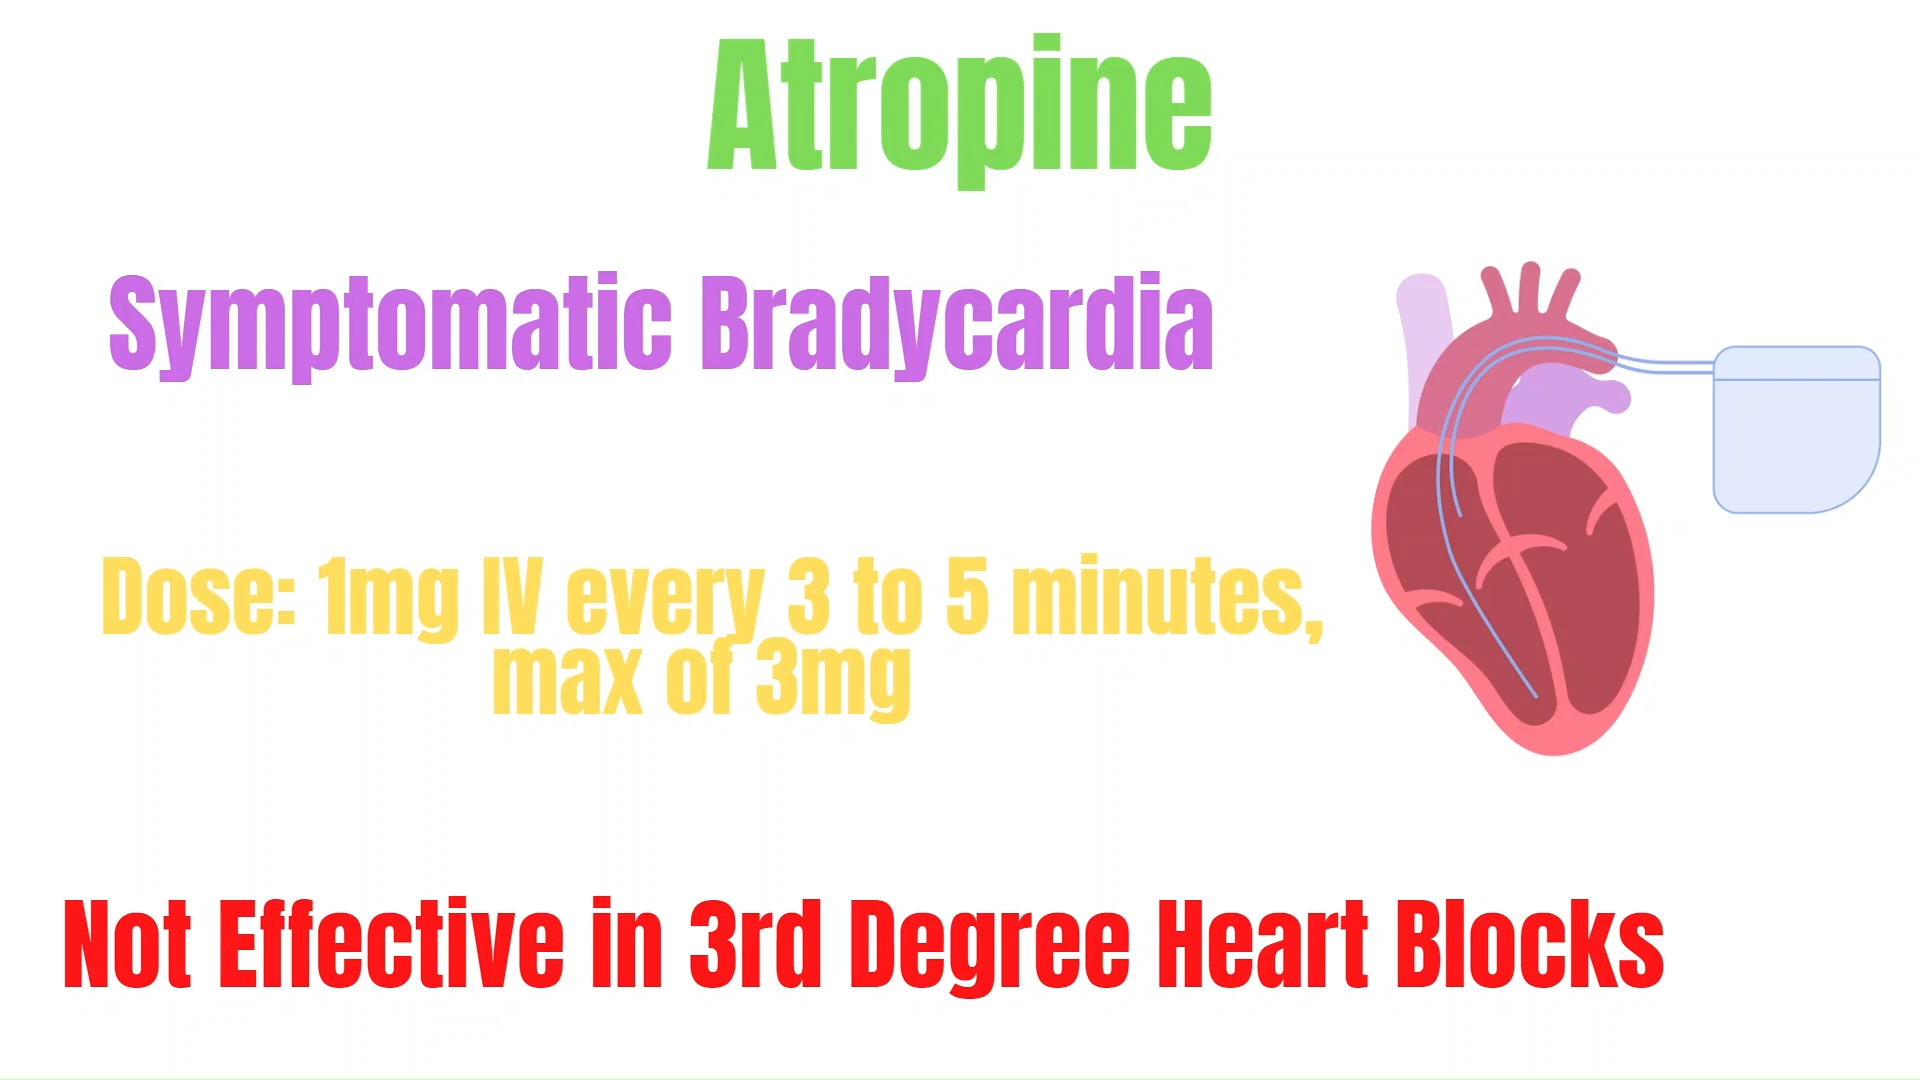 Atropine
Symptomatic Bradycardia
Dose: 1mg IV every 3 to 5 minutes,
max of 3mg
Not Effective in 3rd Degree Heart Blocks